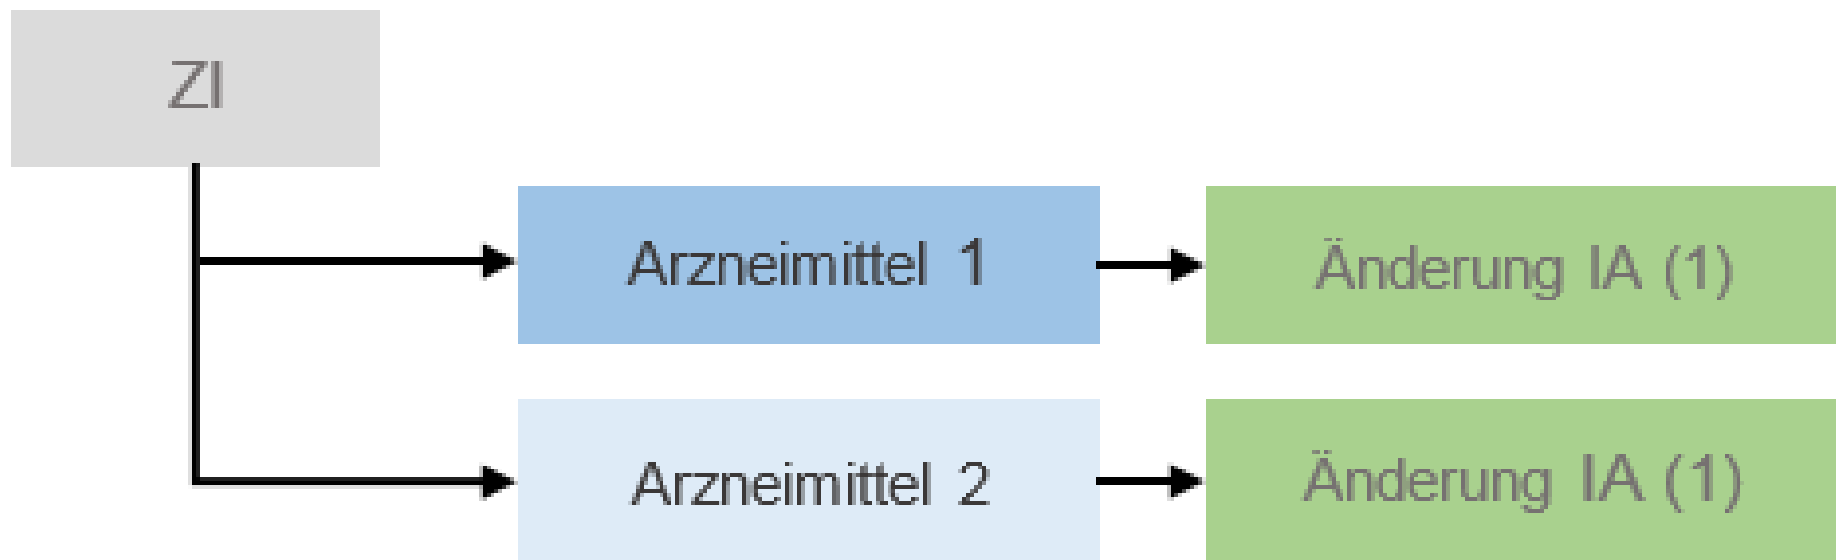 ZI
Arzneimittel 1
Änderung IA (1)
Arzneimittel 2
Änderung IA (1)